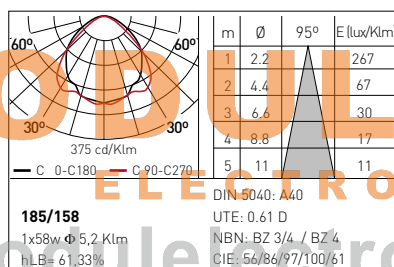 60° 60°
30° 30°
375 cd/Klm
C 0-C180 C 90-C270
m Ø 95° E (lux/Klm)
1 2.2 267
2 4.4 67
3 6.6 30
4 8.8 17
5 11 11
ODUL
ELECTRO
185/158
1x58w Φ 5,2 Klm
hLB= 61,33%
DIN 5040: A40
UTE: 0.61 D
NBN: BZ 3/4 / BZ 4
CIE: 56/86/97/100/61
odulelectro